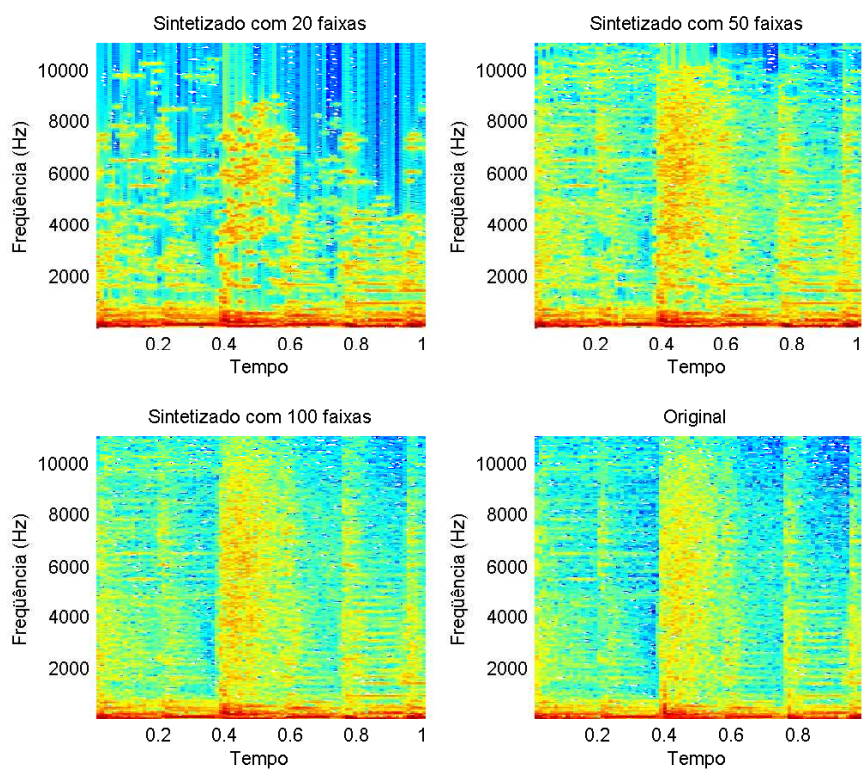 Sintetizado com 20 faixas
Freqüência (Hz)
10000
8000
6000
4000
2000
0.2 0.4 0.6 0.8 1
Tempo
Sintetizado com 50 faixas
Freqüência (Hz)
10000
8000
6000
4000
2000
0.2 0.4 0.6 0.8 1
Tempo
Sintetizado com 100 faixas
Freqüência (Hz)
10000
8000
6000
4000
2000
0.2 0.4 0.6 0.8 1
Tempo
Original
Freqüência (Hz)
10000
8000
6000
4000
2000
0.2 0.4 0.6 0.8
Tempo